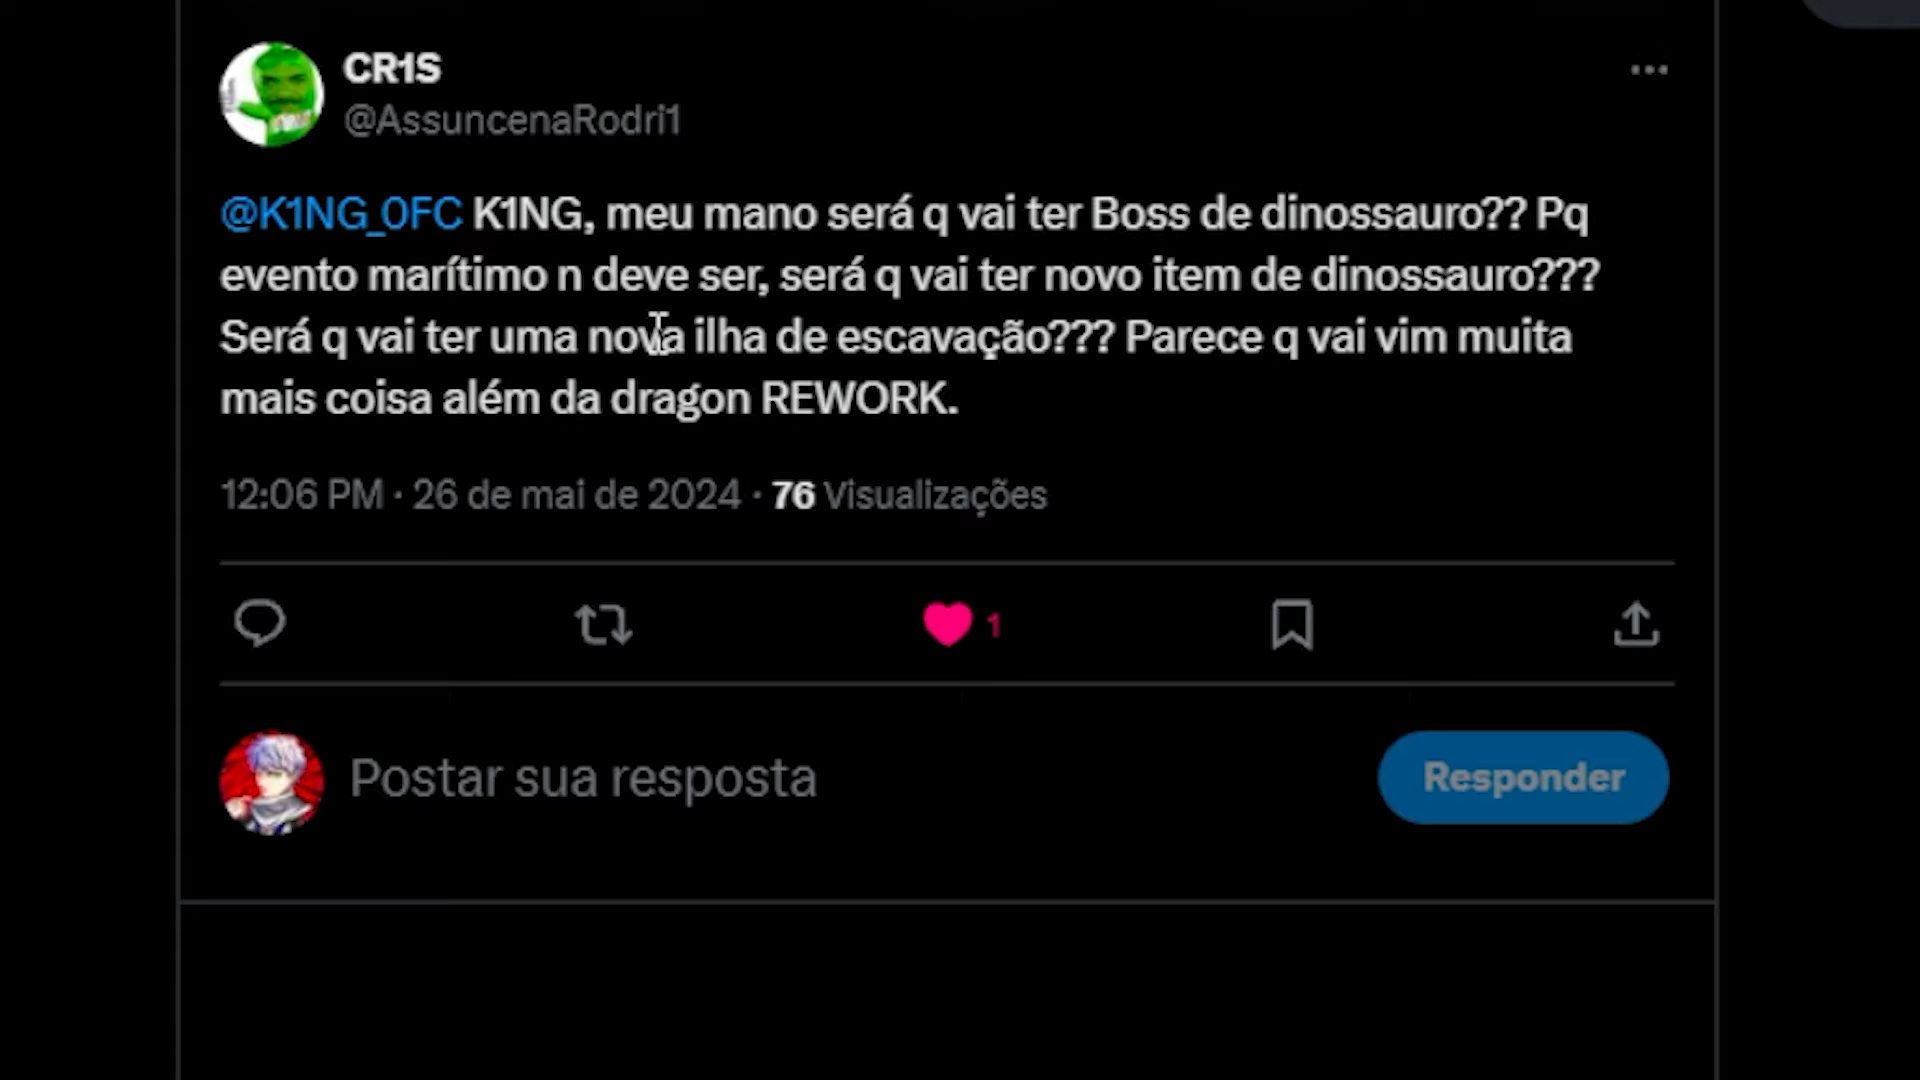 CR1S
@AssuncenaRodri1
@K1NG_0FC K1NG, meu mano será q vai ter Boss de dinossauro?? Pq
evento marítimo n deve ser, será q vai ter novo item de dinossauro???
Será q vai ter uma nova ilha de escavação??? Parece q vai vim muita
mais coisa além da dragon REWORK.
12:06 PM · 26 de mai de 2024 · 76 Visualizações
1
Postar sua resposta
Responder